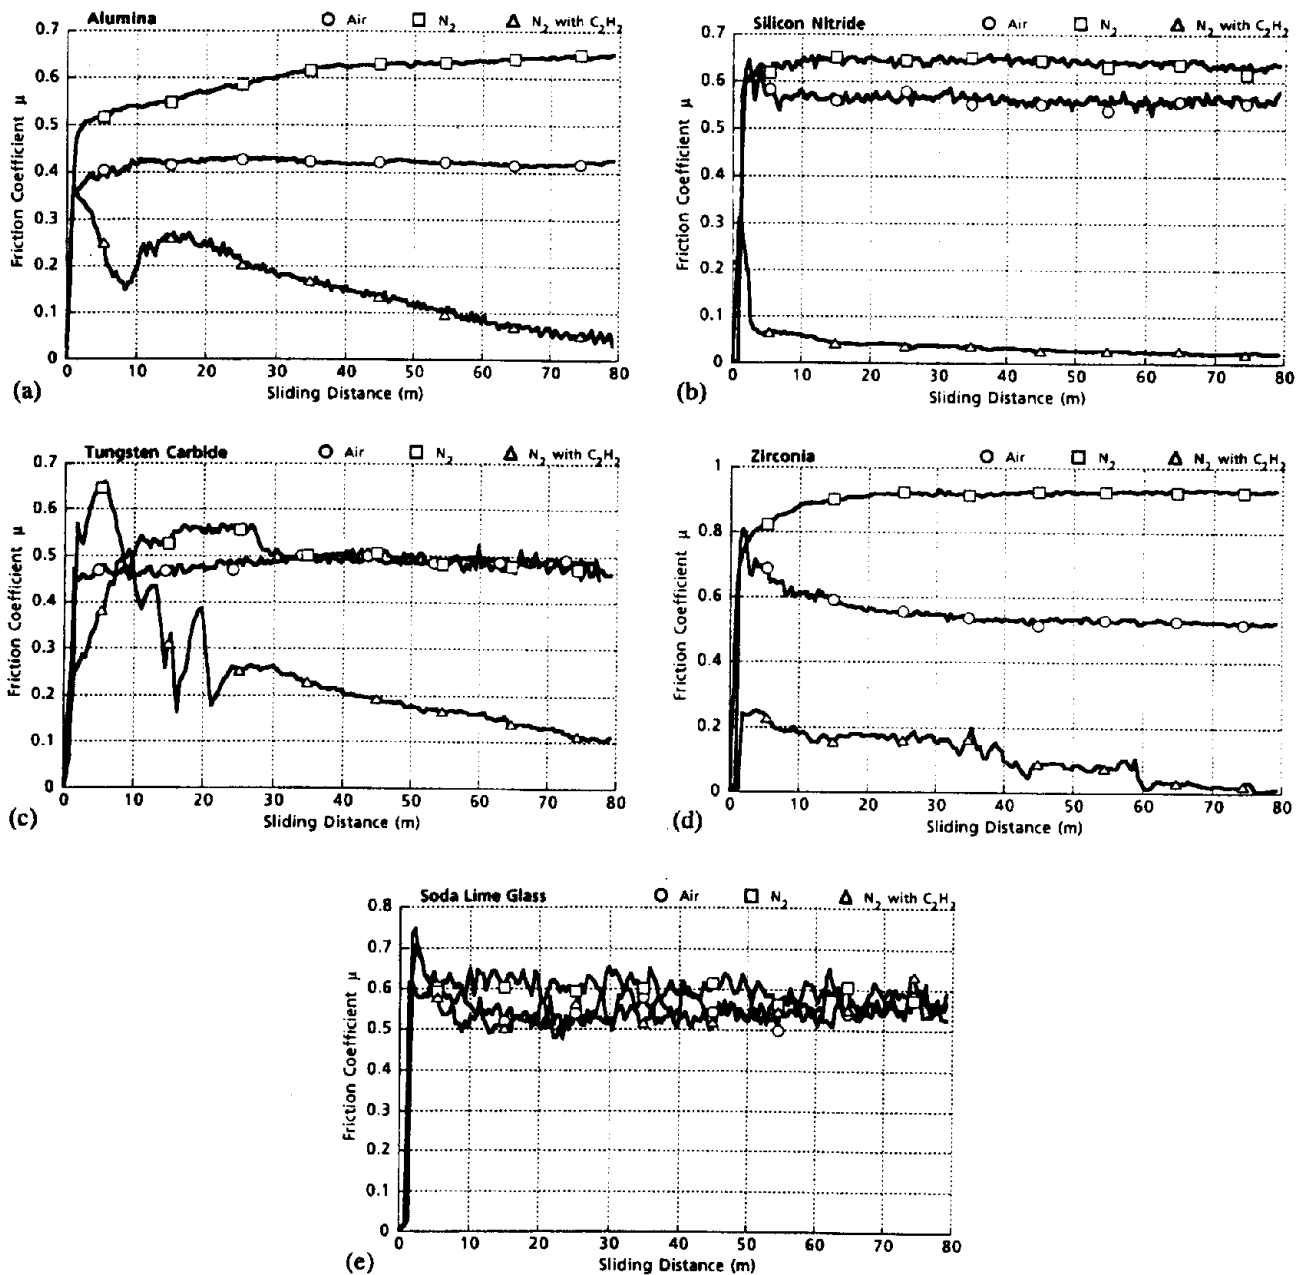 Alumina Air N2 N2 with C2H2
0.7
0.6
0.5
0.4
0.3
0.2
0.1
0
Friction Coefficient μ
0 10 20 30 40 50 60 70 80
Sliding Distance (m)
(a)
Silicon Nitride Air N2 N2 with C2H2
0.7
0.6
0.5
0.4
0.3
0.2
0.1
0
Friction Coefficient μ
0 10 20 30 40 50 60 70 80
Sliding Distance (m)
(b)
Tungsten Carbide Air N2 N2 with C2H2
0.7
0.6
0.5
0.4
0.3
0.2
0.1
0
Friction Coefficient μ
0 10 20 30 40 50 60 70 80
Sliding Distance (m)
(c)
Zirconia Air N2 N2 with C2H2
1
0.8
0.6
0.4
0.2
0
Friction Coefficient μ
0 10 20 30 40 50 60 70 80
Sliding Distance (m)
(d)
Soda Lime Glass Air N2 N2 with C2H2
0.8
0.7
0.6
0.5
0.4
0.3
0.2
0.1
0
Friction Coefficient μ
0 10 20 30 40 50 60 70 80
Sliding Distance (m)
(e)